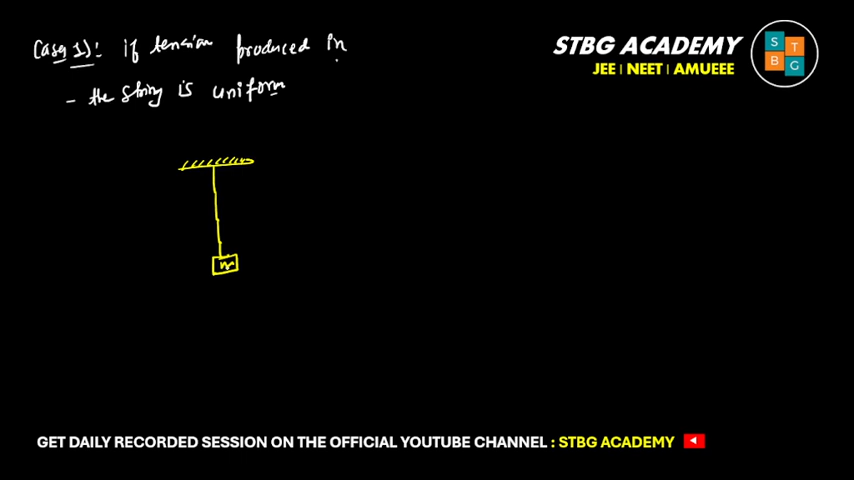 Case 1): if tension produced in
- the string is uniform
STBG ACADEMY
JEE | NEET | AMUEEE
S T
B G
m
GET DAILY RECORDED SESSION ON THE OFFICIAL YOUTUBE CHANNEL : STBG ACADEMY